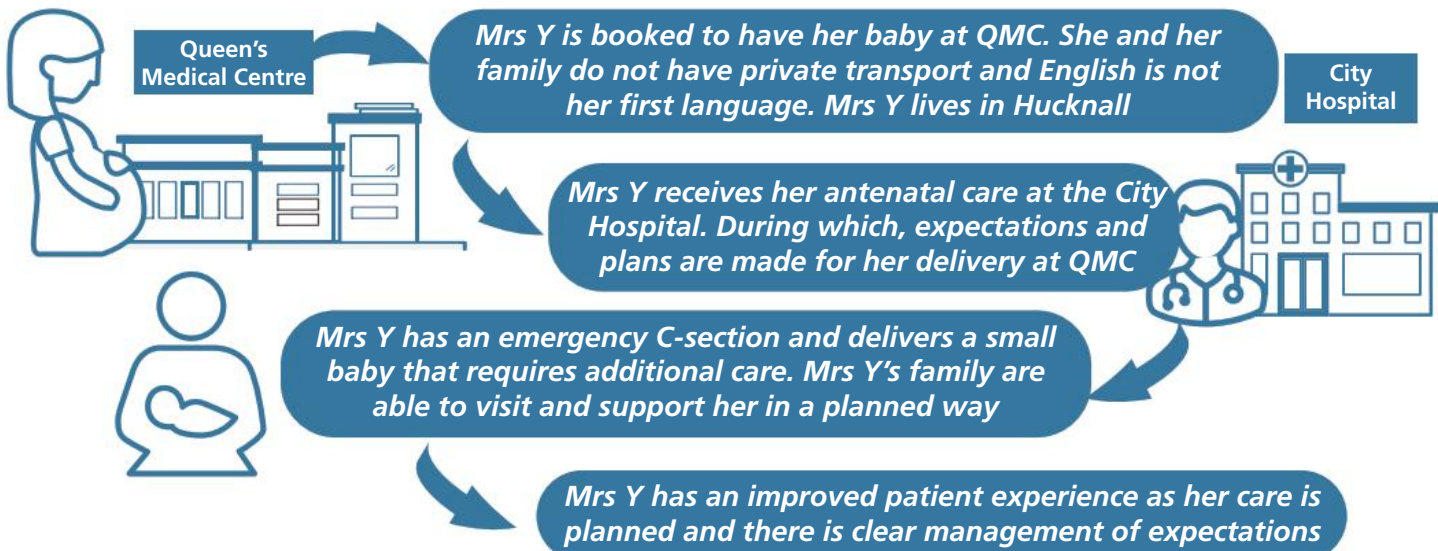 Queen's
Medical Centre
Mrs Y is booked to have her baby at QMC. She and her
family do not have private transport and English is not
her first language. Mrs Y lives in Hucknall
City
Hospital
Mrs Y receives her antenatal care at the City
Hospital. During which, expectations and
plans are made for her delivery at QMC
Mrs Y has an emergency C-section and delivers a small
baby that requires additional care. Mrs Y's family are
able to visit and support her in a planned way
Mrs Y has an improved patient experience as her care is
planned and there is clear management of expectations